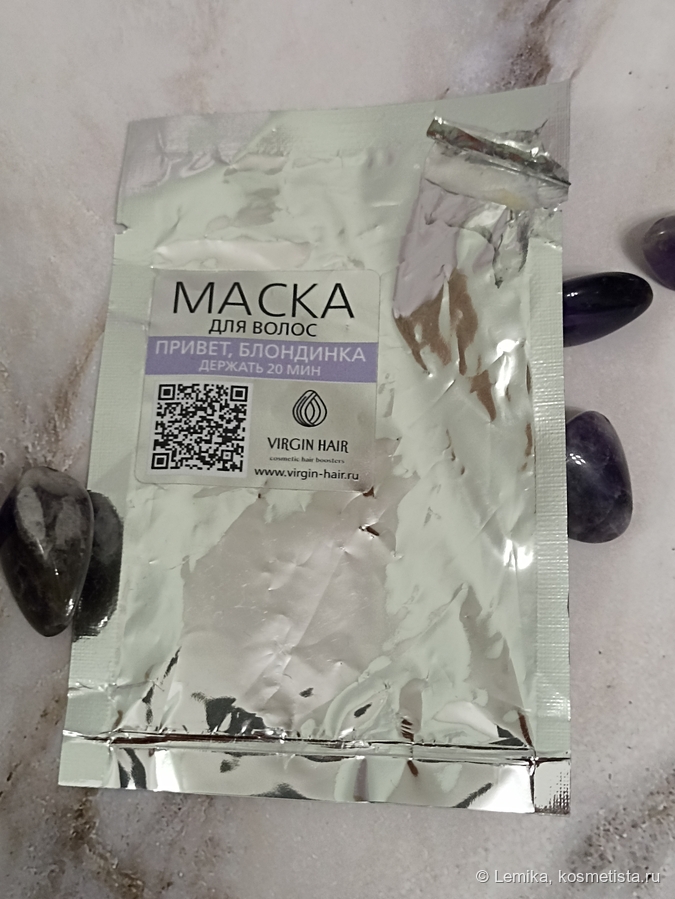 МАСКА
ДЛЯ ВОЛОС
ПРИВЕТ, БЛОНДИНКА
ДЕРЖАТЬ 20 МИН
VIRGIN HAIR
cosmetic hair boosters
www.virgin-hair.ru
© Lemika, kosmetista.ru